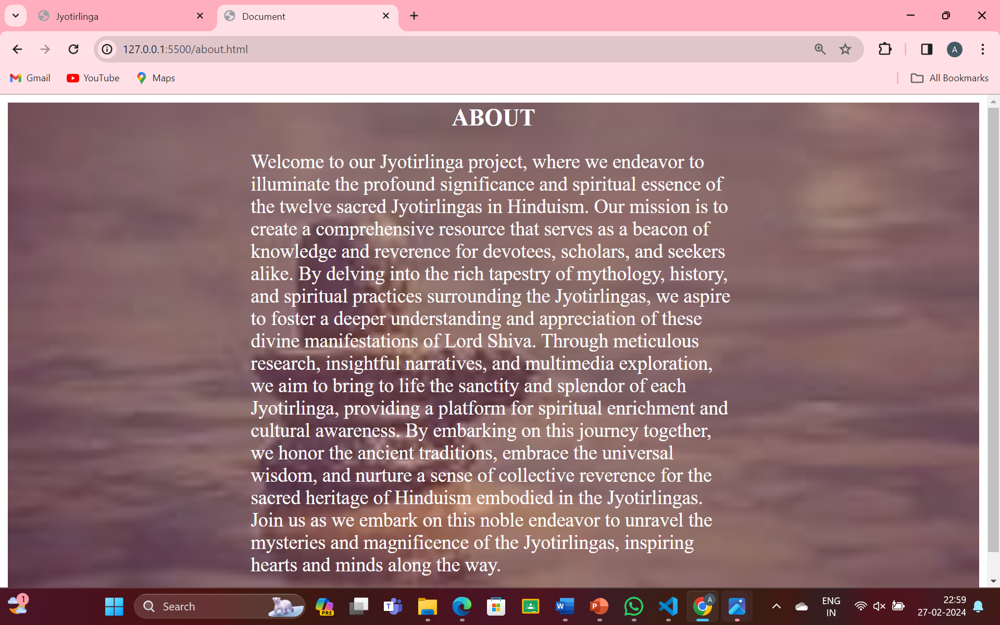 Jyotirlinga
Document
127.0.0.1:5500/about.html
A
Gmail
YouTube
Maps
All Bookmarks
ABOUT
Welcome to our Jyotirlinga project, where we endeavor to
illuminate the profound significance and spiritual essence of
the twelve sacred Jyotirlingas in Hinduism. Our mission is to
create a comprehensive resource that serves as a beacon of
knowledge and reverence for devotees, scholars, and seekers
alike. By delving into the rich tapestry of mythology, history,
and spiritual practices surrounding the Jyotirlingas, we aspire
to foster a deeper understanding and appreciation of these
divine manifestations of Lord Shiva. Through meticulous
research, insightful narratives, and multimedia exploration,
we aim to bring to life the sanctity and splendor of each
Jyotirlinga, providing a platform for spiritual enrichment and
cultural awareness. By embarking on this journey together,
we honor the ancient traditions, embrace the universal
wisdom, and nurture a sense of collective reverence for the
sacred heritage of Hinduism embodied in the Jyotirlingas.
Join us as we embark on this noble endeavor to unravel the
mysteries and magnificence of the Jyotirlingas, inspiring
hearts and minds along the way.
1
Search
PRE
T
W
P
A
ENG
IN
22:59
27-02-2024